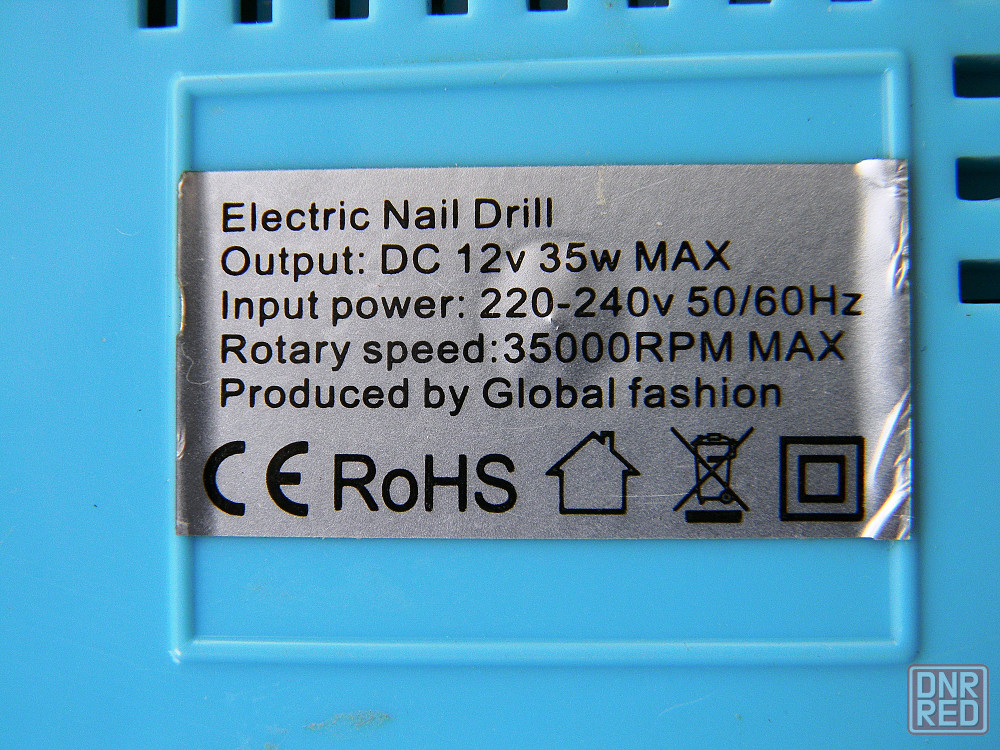 Electric Nail Drill
Output: DC 12v 35w MAX
Input power: 220-240v 50/60Hz
Rotary speed:35000RPM MAX
Produced by Global fashion
CE RoHS
DNR
RED